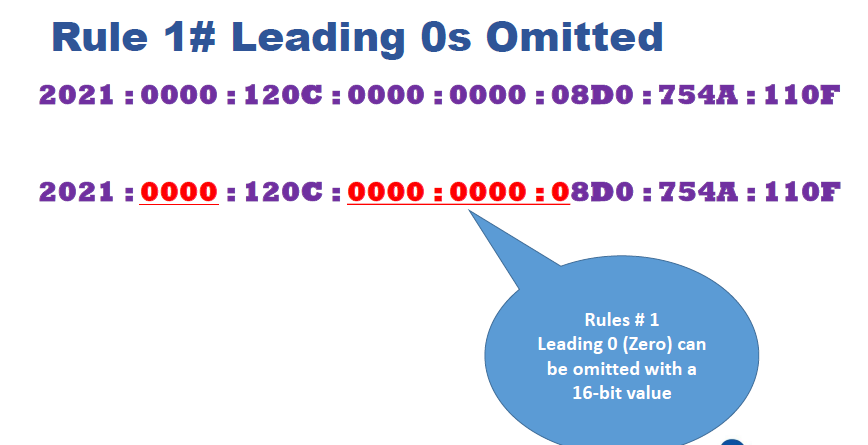 Rule 1# Leading 0s Omitted
2021:0000:120C:0000:0000:08D0:754A:110F
2021:0000:120C:0000:0000:08D0:754A:110F
Rules # 1
Leading 0 (Zero) can
be omitted with a
16-bit value